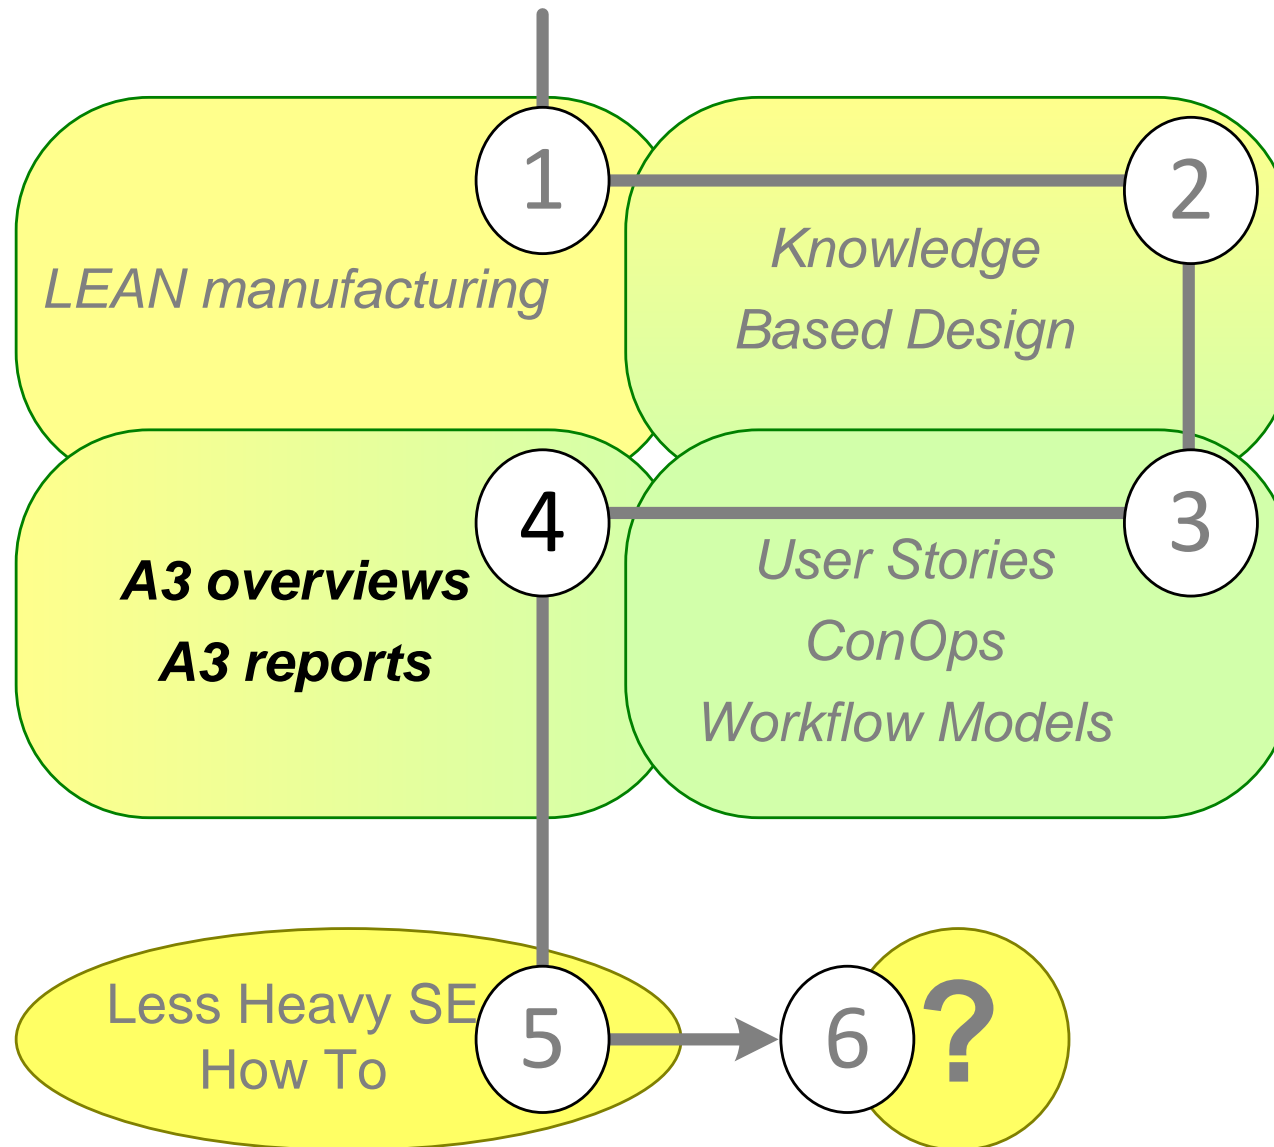 1
LEAN manufacturing
2
Knowledge
Based Design
3
User Stories
ConOps
Workflow Models
4
A3 overviews
A3 reports
5
Less Heavy SE
How To
6
?